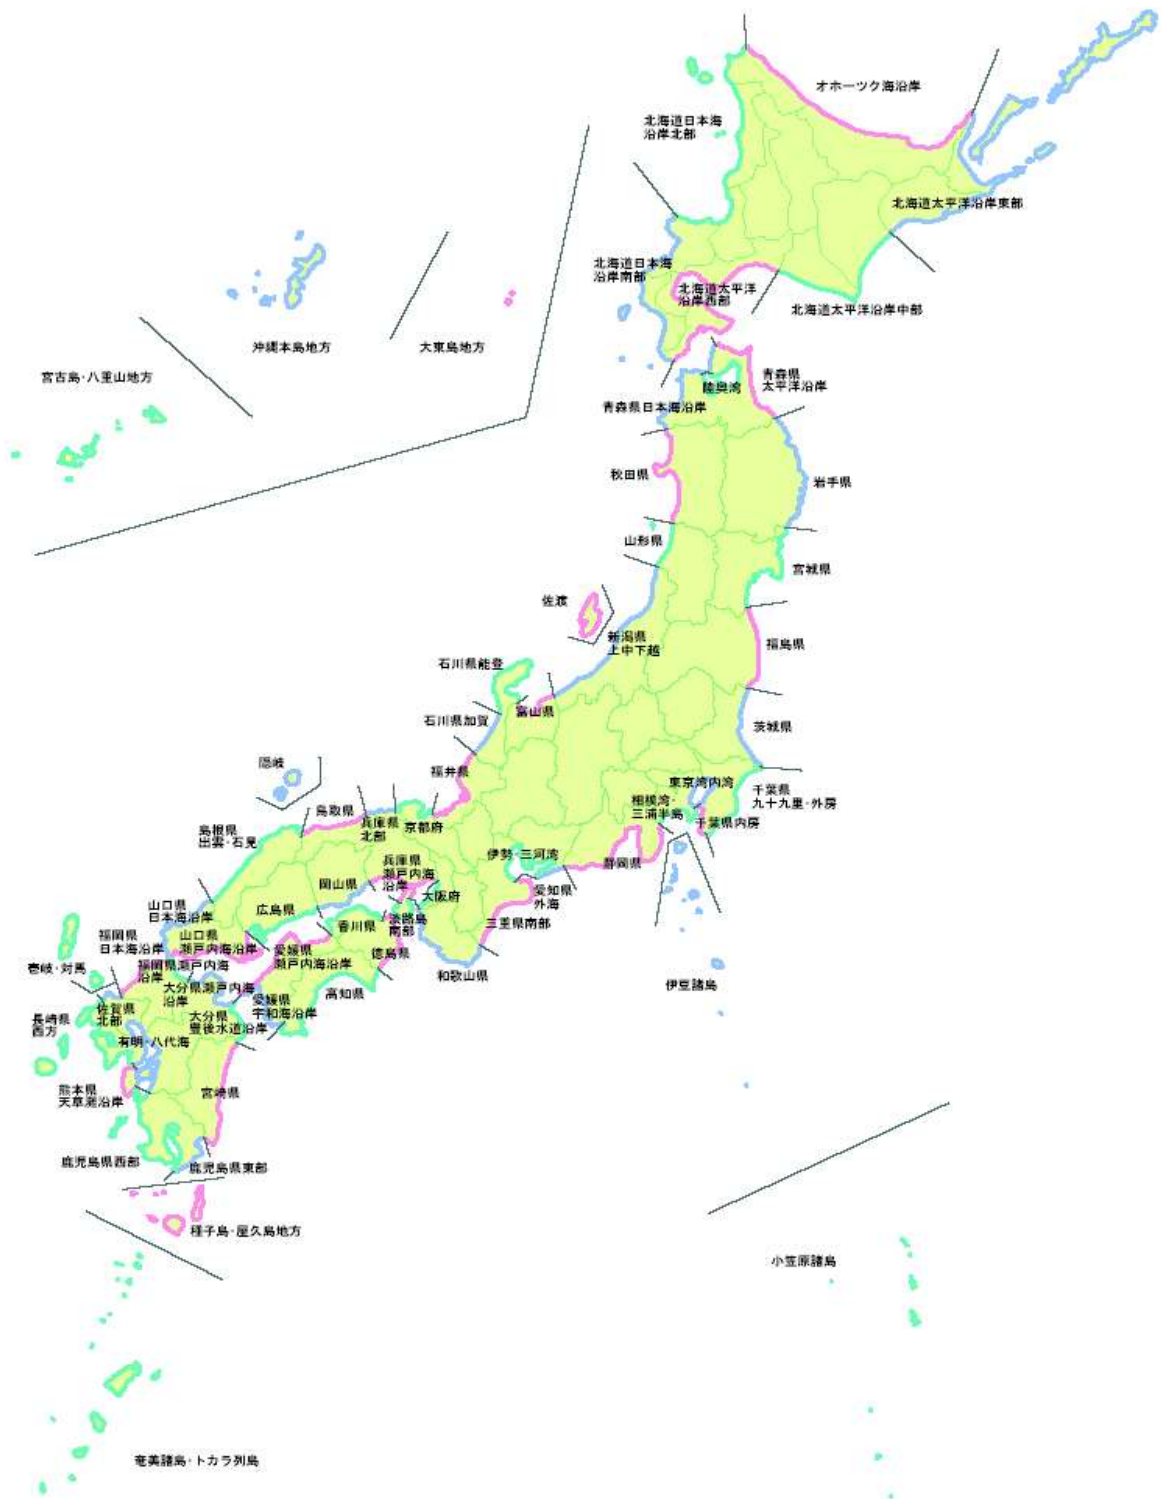 オホーツク海沿岸
北海道日本海
沿岸北部
北海道太平洋沿岸東部
北海道日本海
沿岸南部
北海道太平洋
沿岸西部
北海道太平洋沿岸中部
沖縄本島地方
大東島地方
宮古島・八重山地方
陸奥湾
青森県
太平洋沿岸
青森県日本海沿岸
秋田県
岩手県
山形県
宮城県
佐渡
新潟県
上中下越
福島県
石川県能登
富山県
石川県加賀
茨城県
隠岐
福井県
東京湾内湾
千葉県
九十九里・外房
相模湾・
三浦半島
千葉県内房
鳥取県
兵庫県
北部
京都府
島根県
出雲・石見
伊勢・三河湾
静岡県
兵庫県
瀬戸内海
沿岸
岡山県
大阪府
愛知県
外海
山口県
日本海沿岸
広島県
香川県
淡路島
南部
三重県南部
福岡県
日本海沿岸
山口県
瀬戸内海沿岸
愛媛県
瀬戸内海沿岸
徳島県
和歌山県
壱岐・対馬
福岡県瀬戸内海
沿岸
大分県瀬戸内海
沿岸
高知県
伊豆諸島
愛媛県
宇和海沿岸
佐賀県
北部
大分県
豊後水道沿岸
長崎県
西方
有明・八代海
熊本県
天草灘沿岸
宮崎県
鹿児島県西部
鹿児島県東部
種子島・屋久島地方
小笠原諸島
奄美諸島・トカラ列島